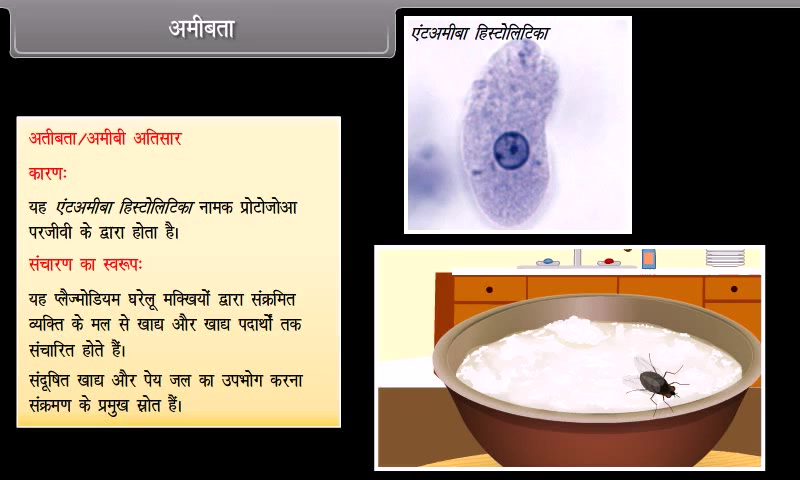 अमीबता
एंटअमीबा हिस्टोलिटिका
अतीबता/अमीबी अतिसार
कारणः
यह एंटअमीबा हिस्टोलिटिका नामक प्रोटोजोआ
परजीवी के द्वारा होता है।
संचारण का स्वरूपः
यह प्लैज्मोडियम घरेलू मक्खियों द्वारा संक्रमित
व्यक्ति के मल से खाद्य और खाद्य पदार्थों तक
संचारित होते हैं।
संदूषित खाद्य और पेय जल का उपभोग करना
संक्रमण के प्रमुख स्रोत हैं।